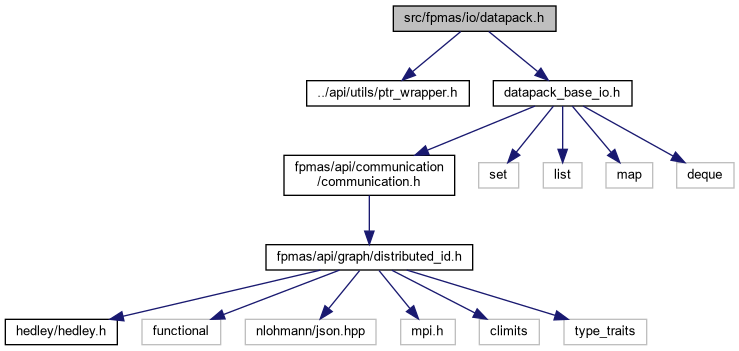 src/fpmas/io/datapack.h
../api/utils/ptr_wrapper.h
datapack_base_io.h
fpmas/api/communication
/communication.h
set
list
map
deque
fpmas/api/graph/distributed_id.h
hedley/hedley.h
functional
nlohmann/json.hpp
mpi.h
climits
type_traits